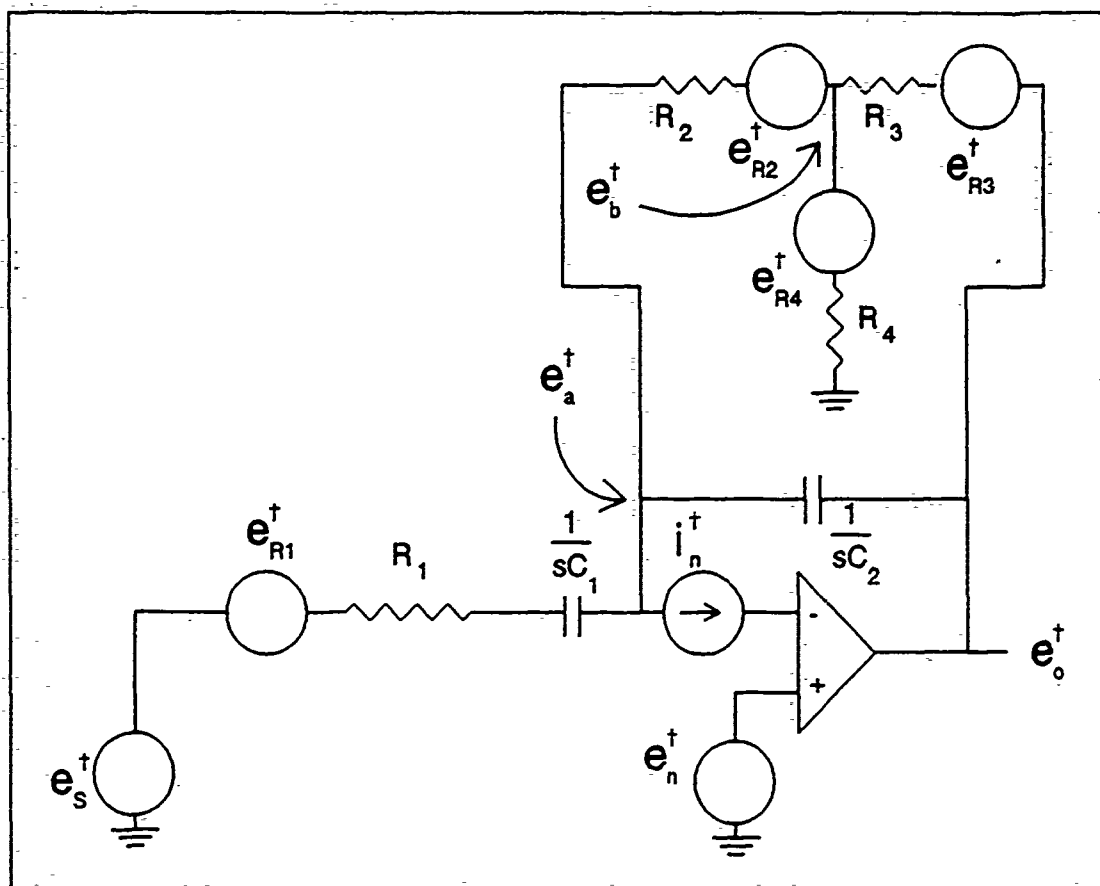 R₂
e†R2
R₃
e†R3
e†b
e†R4
R₄
e†a
e†R1
R₁
1/sC₁
i†n
1/sC₂
-
+
e†o
e†s
e†n